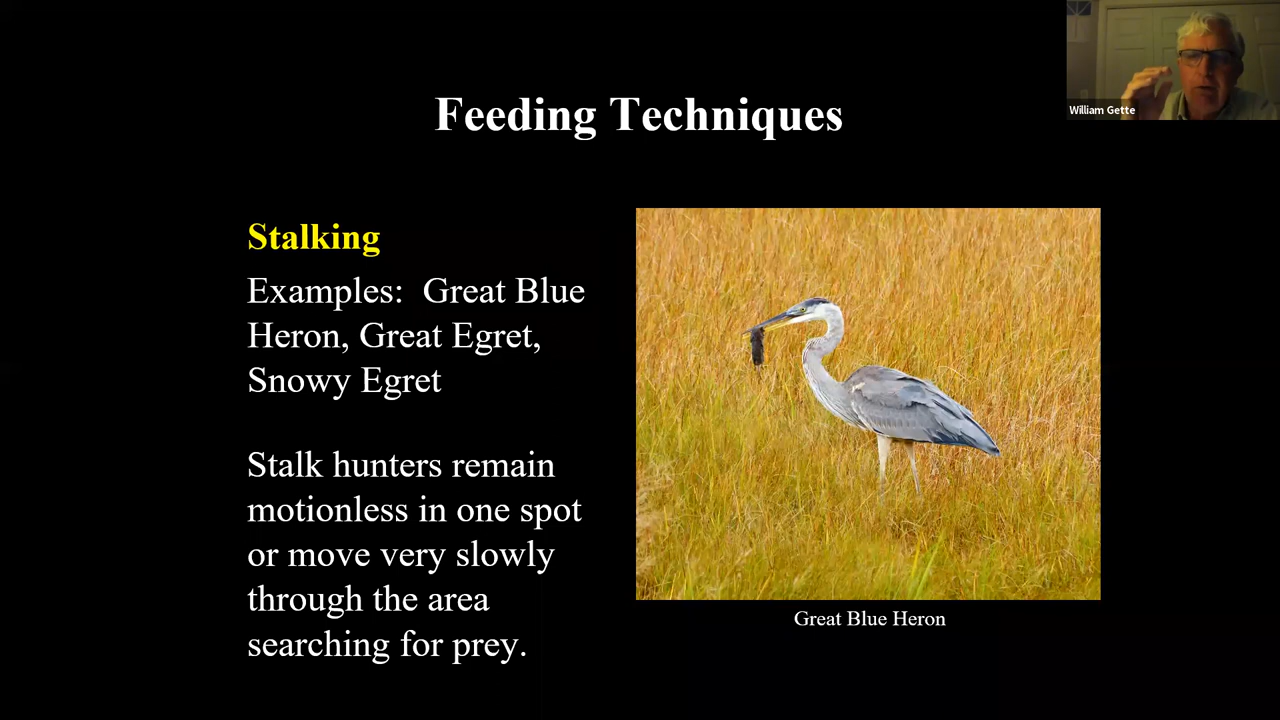 William Gette
Feeding Techniques
Stalking
Examples:  Great Blue
Heron, Great Egret,
Snowy Egret
Stalk hunters remain
motionless in one spot
or move very slowly
through the area
searching for prey.
Great Blue Heron